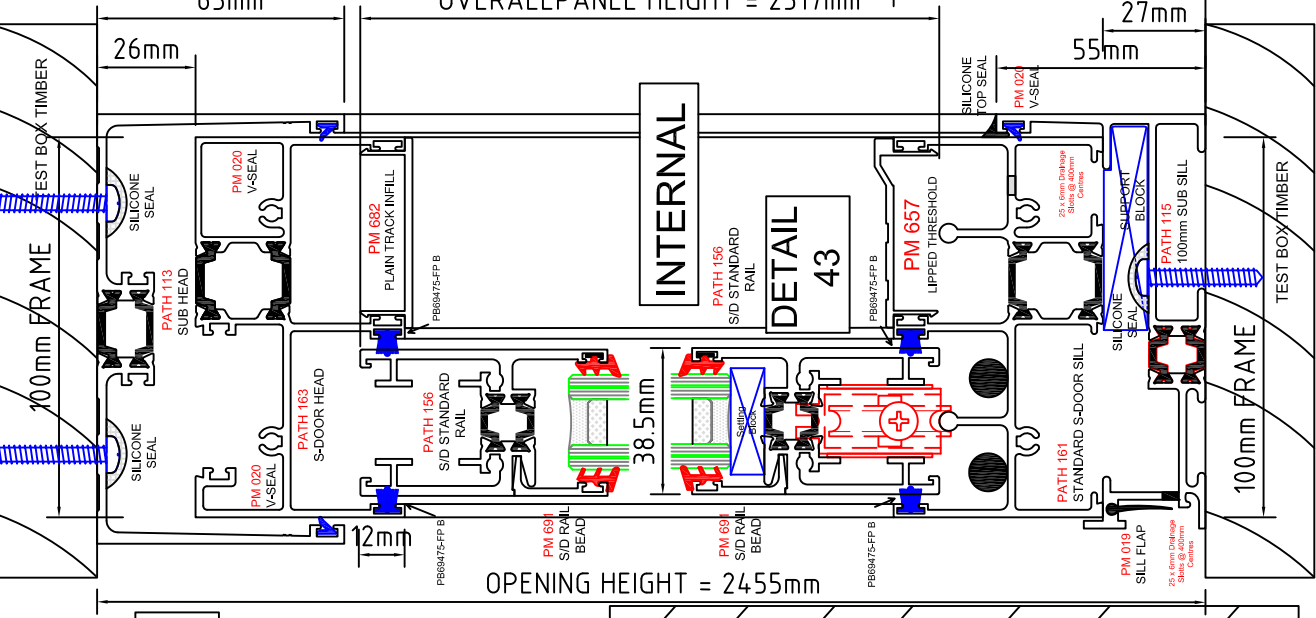 65mm
OVERALL PANEL HEIGHT = 2317mm
27mm
26mm
55mm
TEST BOX TIMBER
SILICONE
TOP SEAL
PM 020
V-SEAL
SILICONE
SEAL
PM 020
V-SEAL
PM 682
PLAIN TRACK INFILL
INTERNAL
PM 657
LIPPED THRESHOLD
25 x 6mm Drainage
Slotts @ 400mm
Centres
SUPPORT
BLOCK
PATH 115
100mm SUB SILL
TEST BOX TIMBER
PATH 113
SUB HEAD
PB69475-FP B
PATH 156
S/D STANDARD
RAIL
DETAIL
43
PB69475-FP B
SILICONE
SEAL
100mm FRAME
PATH 163
S-DOOR HEAD
PATH 156
S/D STANDARD
RAIL
38.5mm
Setting
Block
PATH 161
STANDARD S-DOOR SILL
100mm FRAME
SILICONE
SEAL
PM 020
V-SEAL
12mm
PB69475-FP B
PM 691
S/D RAIL
BEAD
PM 691
S/D RAIL
BEAD
PB69475-FP B
PM 019
SILL FLAP
25 x 6mm Drainage
Slotts @ 400mm
Centres
OPENING HEIGHT = 2455mm